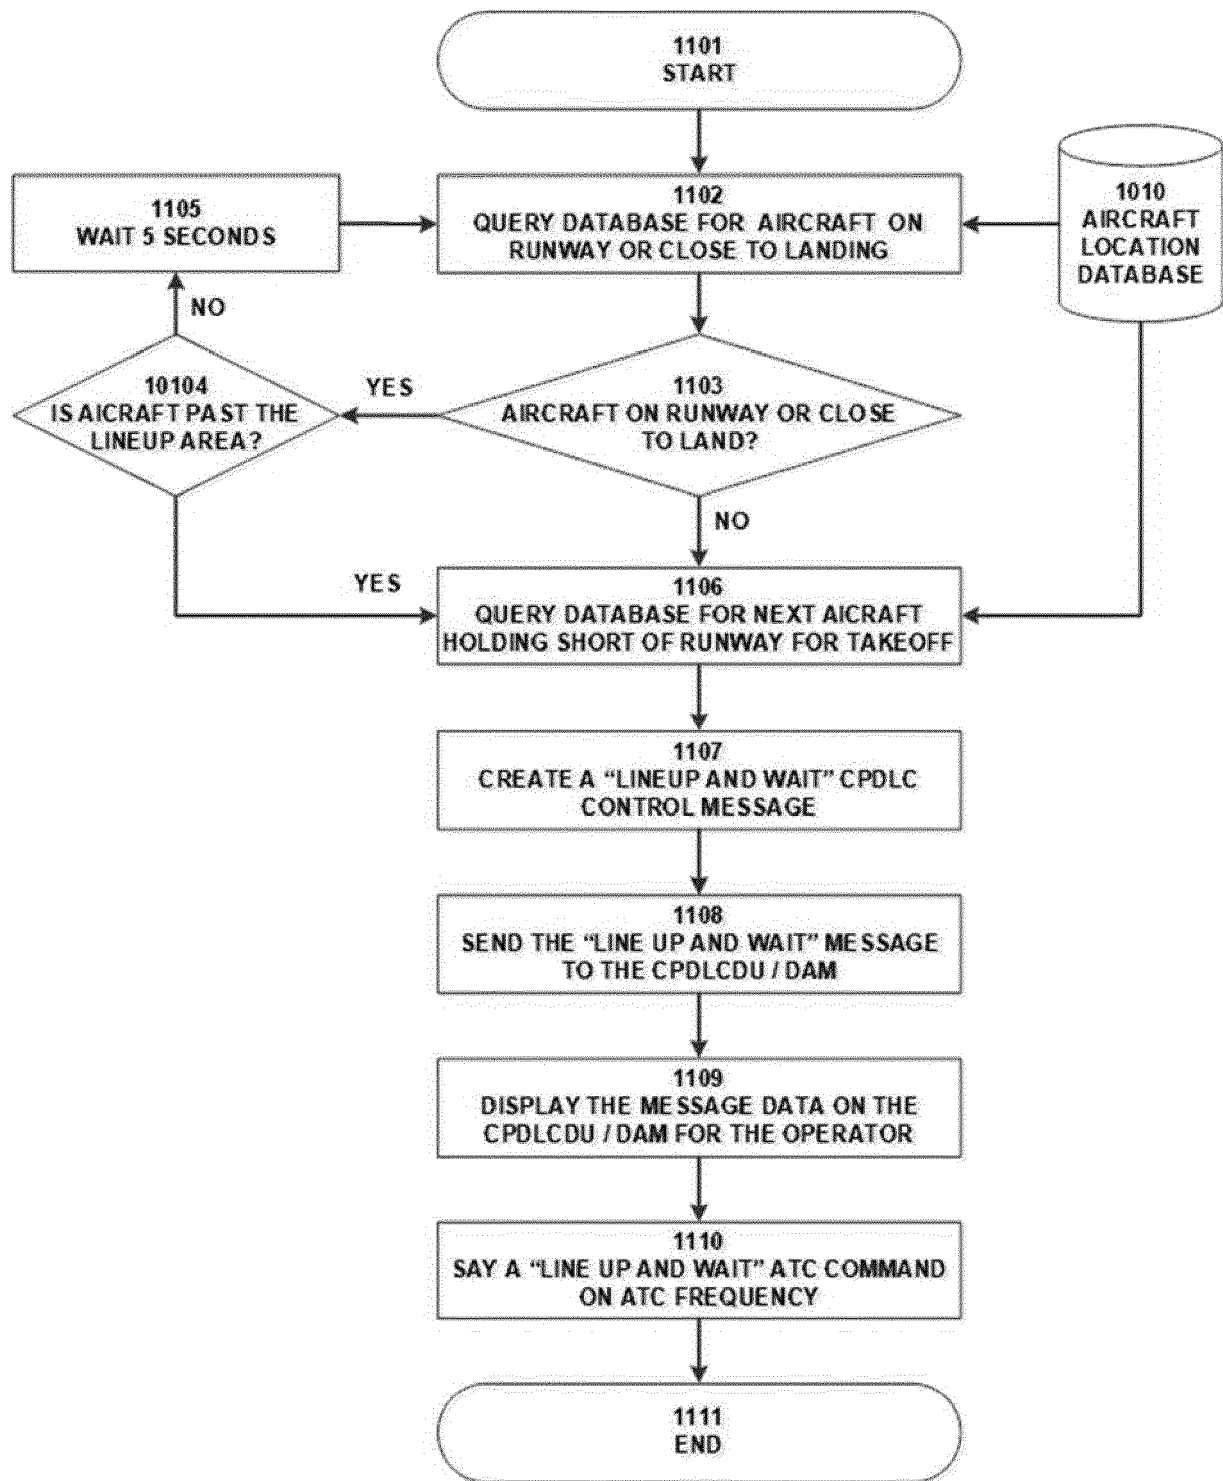 1101
START
1102
QUERY DATABASE FOR AIRCRAFT ON
RUNWAY OR CLOSE TO LANDING
1010
AIRCRAFT
LOCATION
DATABASE
1105
WAIT 5 SECONDS
NO
10104
IS AICRAFT PAST THE
LINEUP AREA?
YES
1103
AIRCRAFT ON RUNWAY OR CLOSE
TO LAND?
NO
YES
1106
QUERY DATABASE FOR NEXT AICRAFT
HOLDING SHORT OF RUNWAY FOR TAKEOFF
1107
CREATE A “LINEUP AND WAIT” CPDLC
CONTROL MESSAGE
1108
SEND THE “LINE UP AND WAIT” MESSAGE
TO THE CPDLCDU / DAM
1109
DISPLAY THE MESSAGE DATA ON THE
CPDLCDU / DAM FOR THE OPERATOR
1110
SAY A “LINE UP AND WAIT” ATC COMMAND
ON ATC FREQUENCY
1111
END